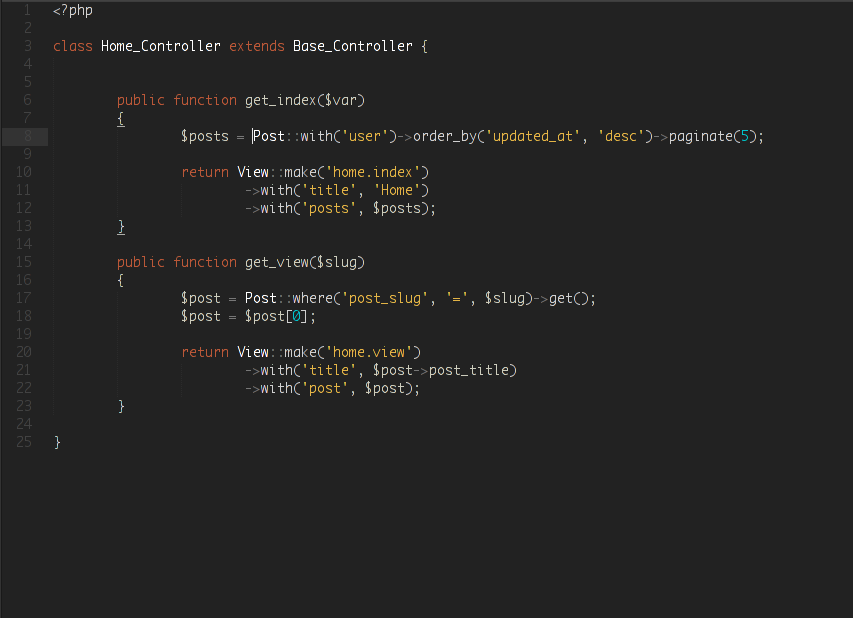 1 <?php
2
3 class Home_Controller extends Base_Controller {
4
5
6 public function get_index($var)
7 {
8 $posts = Post::with('user')->order_by('updated_at', 'desc')->paginate(5);
9
10 return View::make('home.index')
11 ->with('title', 'Home')
12 ->with('posts', $posts);
13 }
14
15 public function get_view($slug)
16 {
17 $post = Post::where('post_slug', '=', $slug)->get();
18 $post = $post[0];
19
20 return View::make('home.view')
21 ->with('title', $post->post_title)
22 ->with('post', $post);
23 }
24
25 }